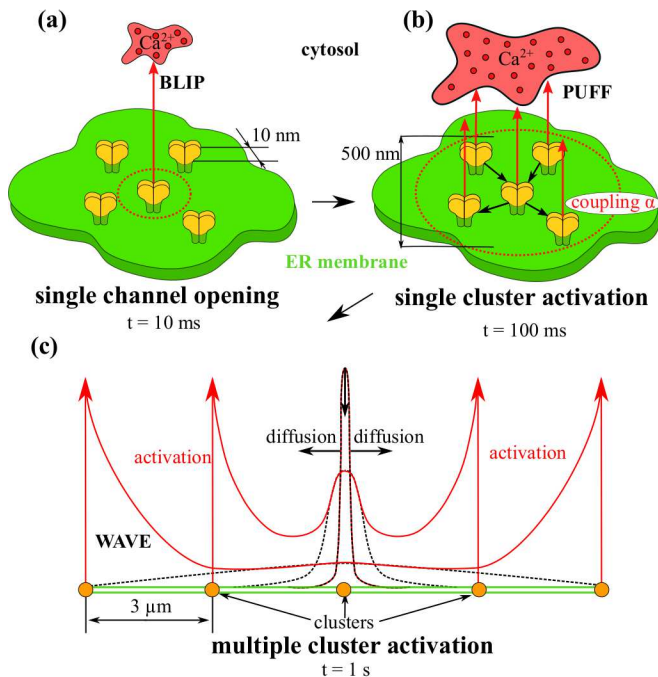 (a)
(b)
Ca2+
Ca2+
cytosol
BLIP
PUFF
10 nm
500 nm
coupling α
ER membrane
single channel opening
single cluster activation
t = 10 ms
t = 100 ms
(c)
diffusion
diffusion
activation
activation
WAVE
3 µm
clusters
multiple cluster activation
t = 1 s